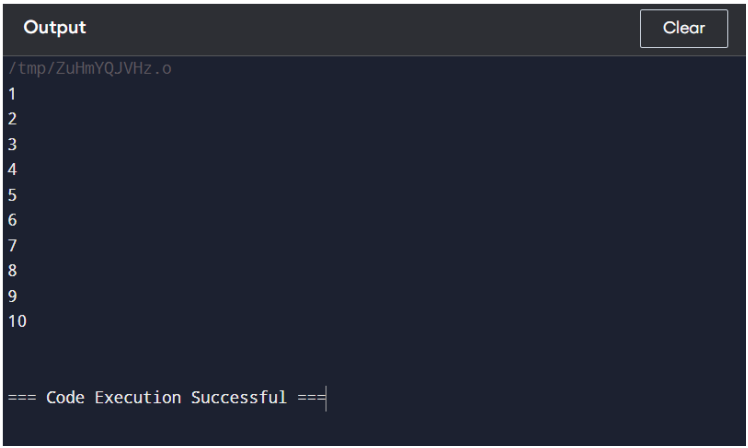 Output
Clear
/tmp/ZuHmYQJVHz.o
1
2
3
4
5
6
7
8
9
10
=== Code Execution Successful ===